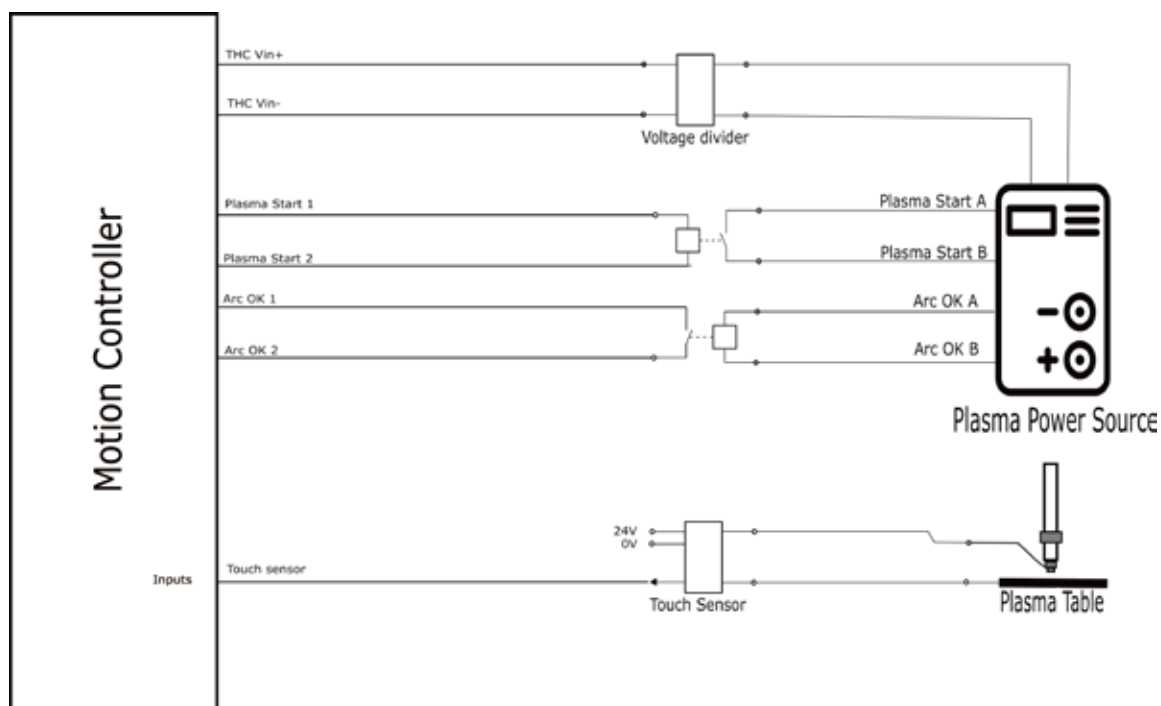 THC Vin+
THC Vin-
Voltage divider
Plasma Start 1
Plasma Start A
Plasma Start 2
Plasma Start B
Arc OK 1
Arc OK A
Arc OK 2
Arc OK B
Motion Controller
Plasma Power Source
24V
0V
Inputs
Touch sensor
Touch Sensor
Plasma Table